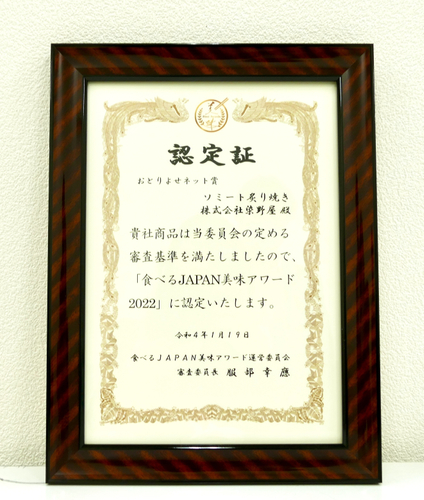 認定証
おとりよせネット賞
ソミート炙り焼き
株式会社染野屋 殿
貴社商品は当委員会の定める
審査基準を満たしましたので、
「食べるJAPAN美味アワード
2022」に認定いたします。
令和4年1月19日
食べるJAPAN美味アワード運営委員会
審査委員長 服部幸應